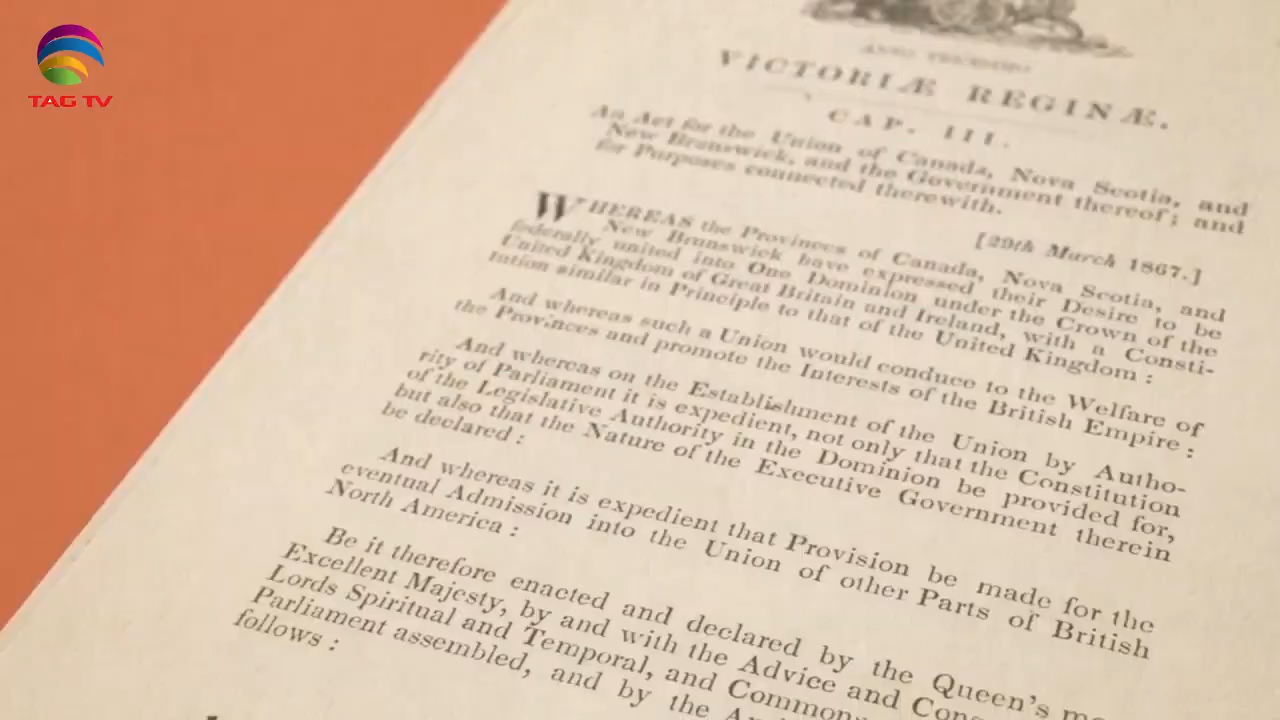 TAG TV
VICTORIÆ REGINÆ.
CAP. III.
An Act for the Union of Canada, Nova Scotia, and
New Brunswick, and the Government thereof; and
for Purposes connected therewith.
[29th March 1867.]
WHEREAS the Provinces of Canada, Nova Scotia, and
New Brunswick have expressed their Desire to be
federally united into One Dominion under the Crown of the
United Kingdom of Great Britain and Ireland, with a Consti-
tution similar in Principle to that of the United Kingdom :
And whereas such a Union would conduce to the Welfare of
the Provinces and promote the Interests of the British Empire :
And whereas on the Establishment of the Union by Autho-
rity of Parliament it is expedient, not only that the Constitution
of the Legislative Authority in the Dominion be provided for,
but also that the Nature of the Executive Government therein
be declared :
And whereas it is expedient that Provision be made for the
eventual Admission into the Union of other Parts of British
North America :
Be it therefore enacted and declared by the Queen's
Excellent Majesty, by and with the Advice and
Lords Spiritual and Temporal, and
Parliament assembled, and by the
follows :